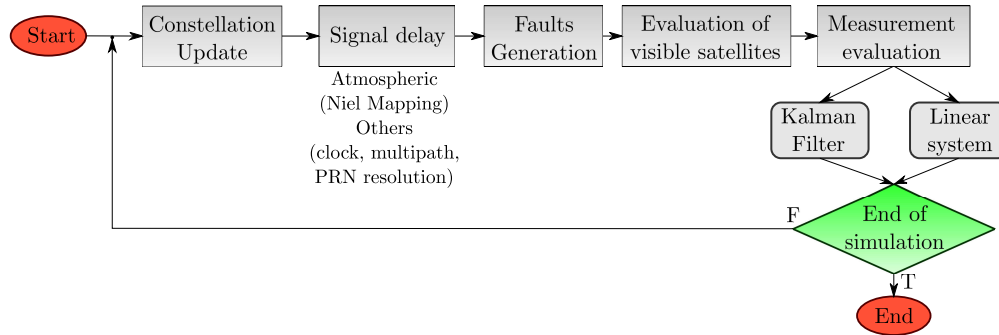 Start
Constellation
Update
Signal delay
Atmospheric
(Niel Mapping)
Others
(clock, multipath,
PRN resolution)
Faults
Generation
Evaluation of
visible satellites
Measurement
evaluation
Kalman
Filter
Linear
system
End of
simulation
F
T
End